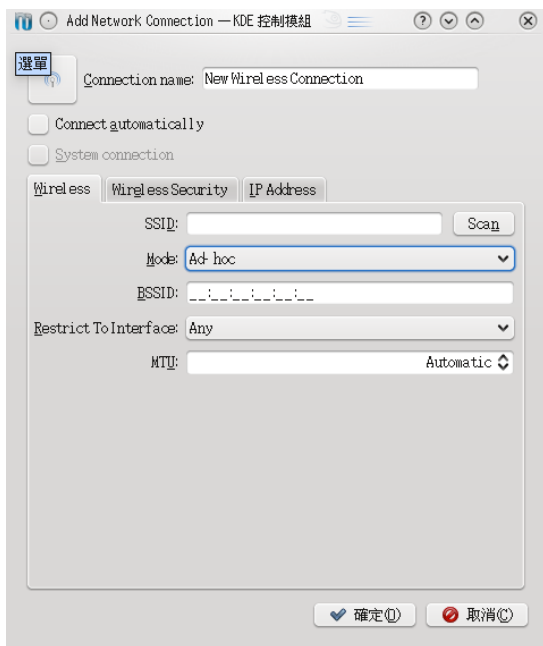 Add Network Connection — KDE 控制模組
選單
Connection name: New Wireless Connection
Connect automatically
System connection
Wireless Wireless Security IP Address
SSID: Scan
Mode: Ad-hoc
BSSID: __:__:__:__:__:__
Restrict To Interface: Any
MTU: Automatic
確定(O) 取消(C)